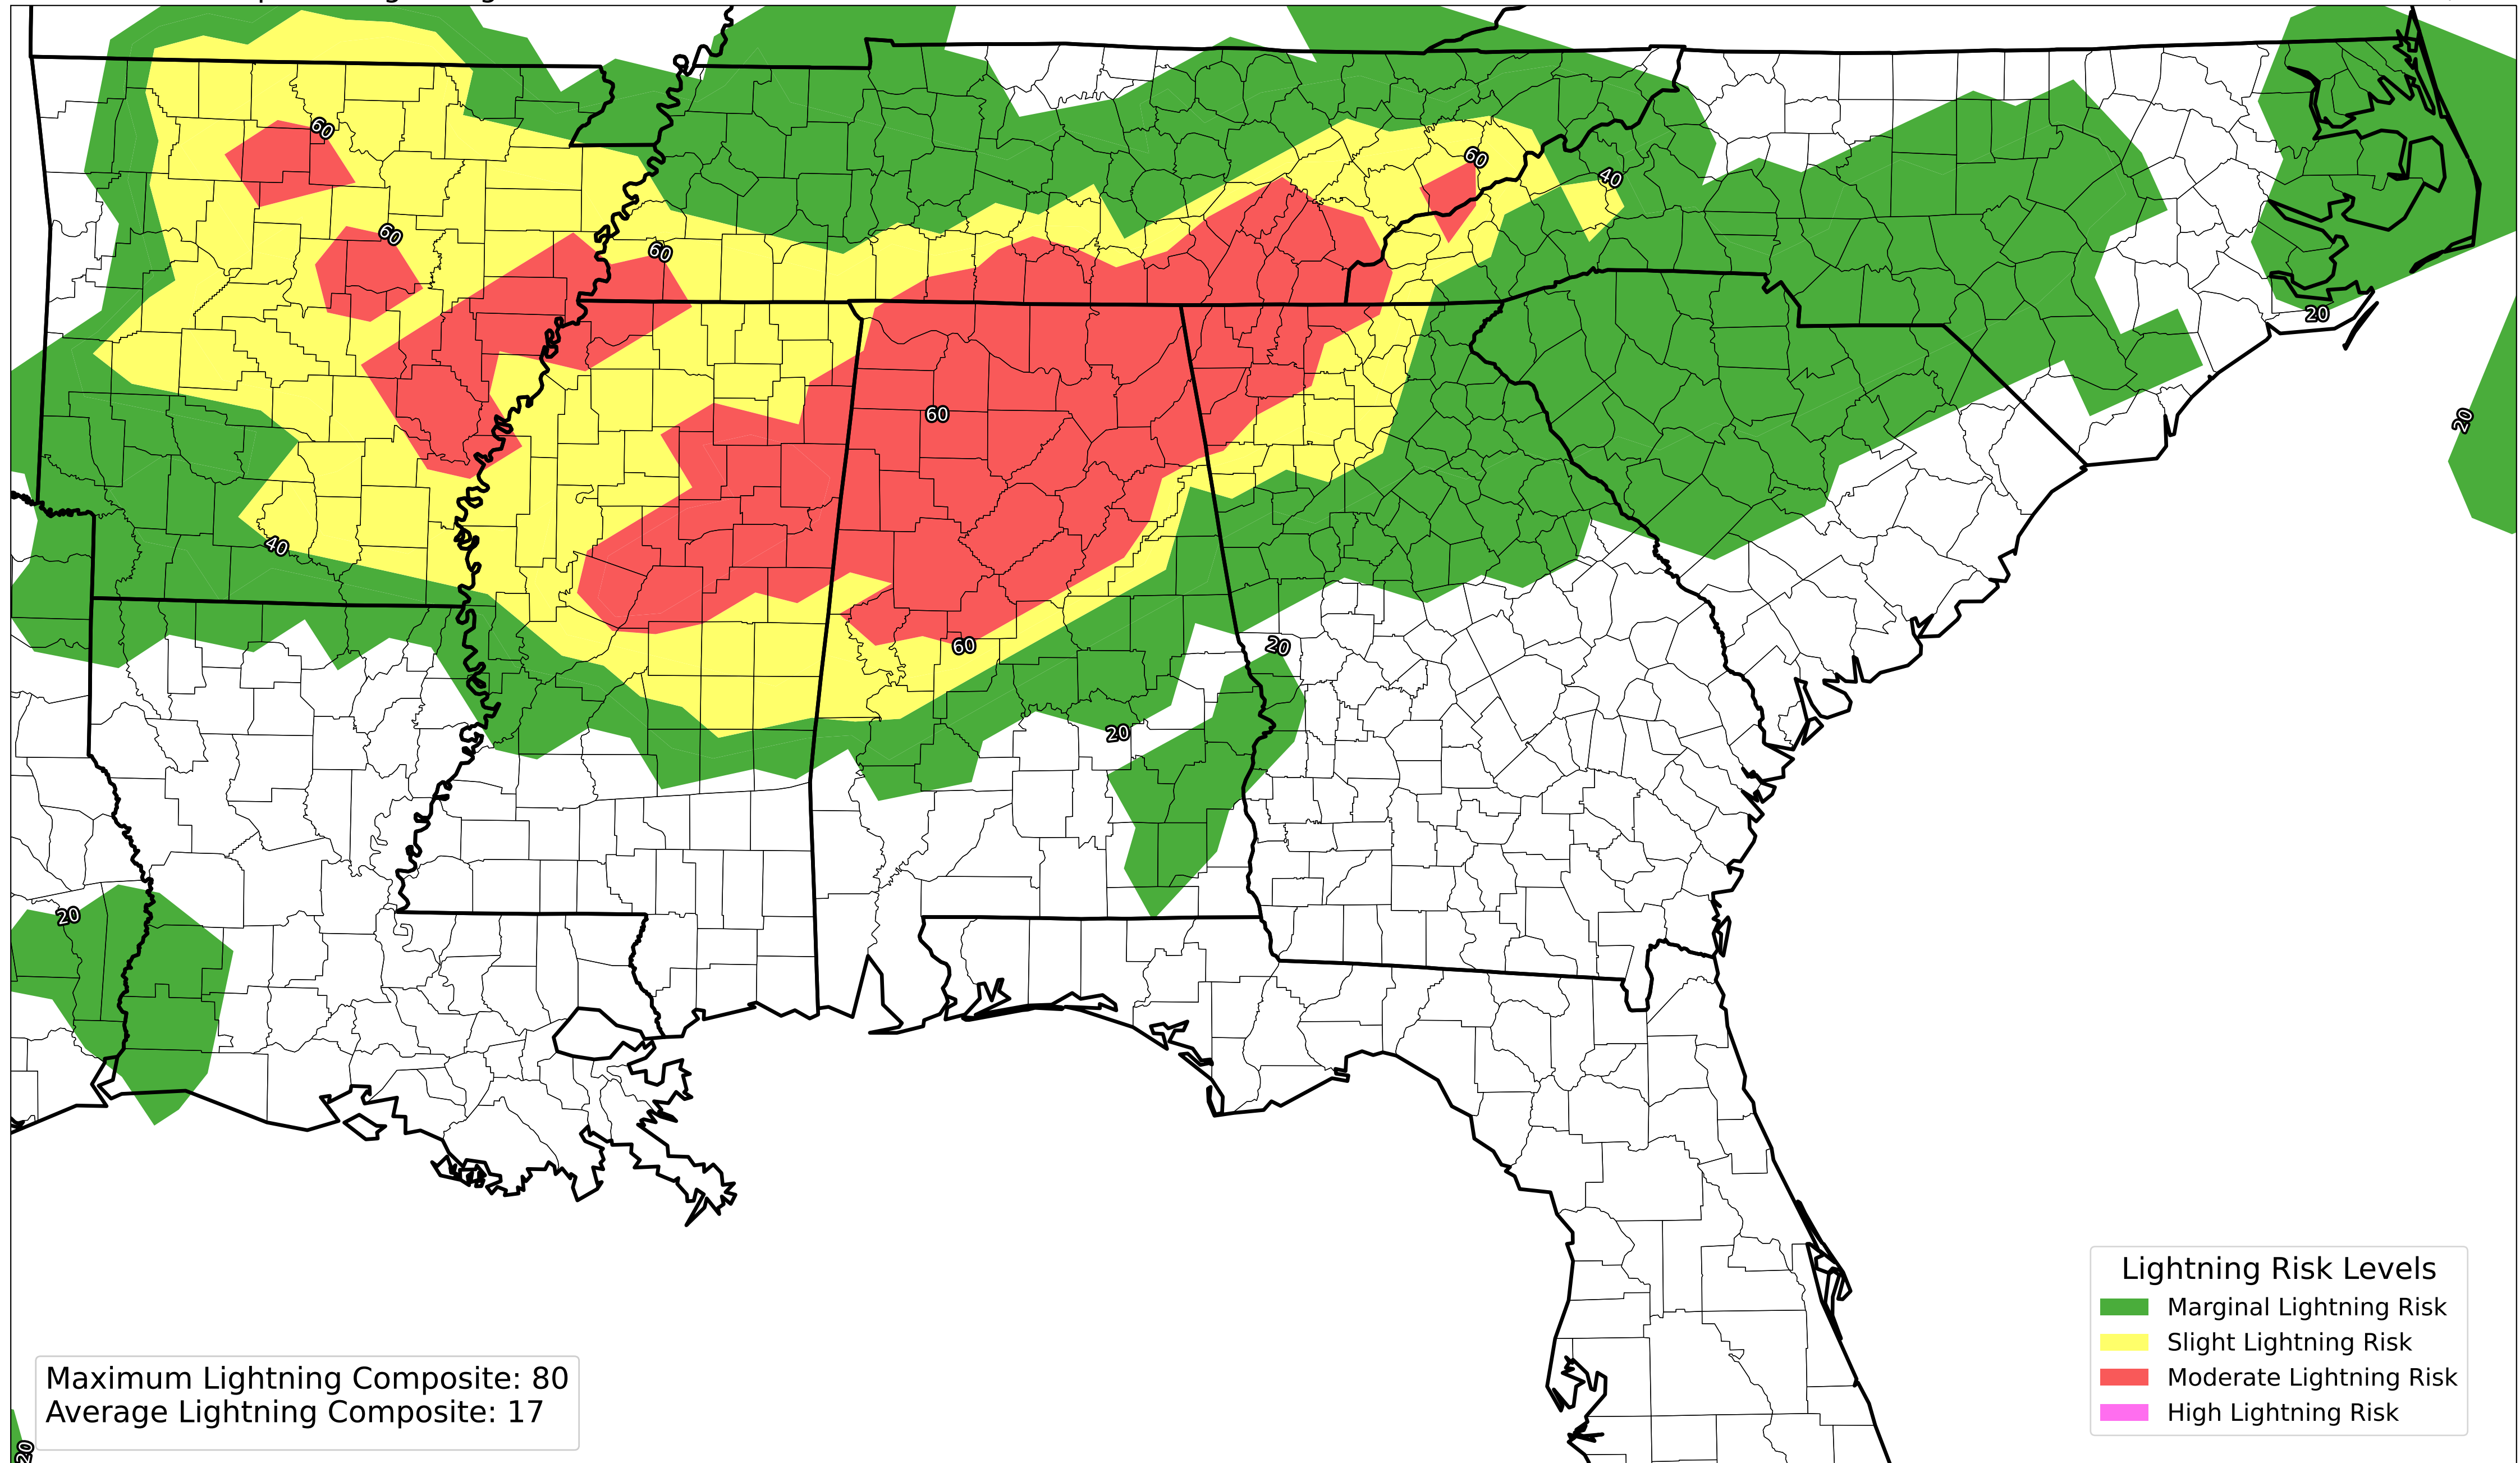 60
60
40
60
60
20
60
20
40
60
20
20
20
20
Lightning Risk Levels
Marginal Lightning Risk
Slight Lightning Risk
Moderate Lightning Risk
High Lightning Risk
Maximum Lightning Composite: 80
Average Lightning Composite: 17
20